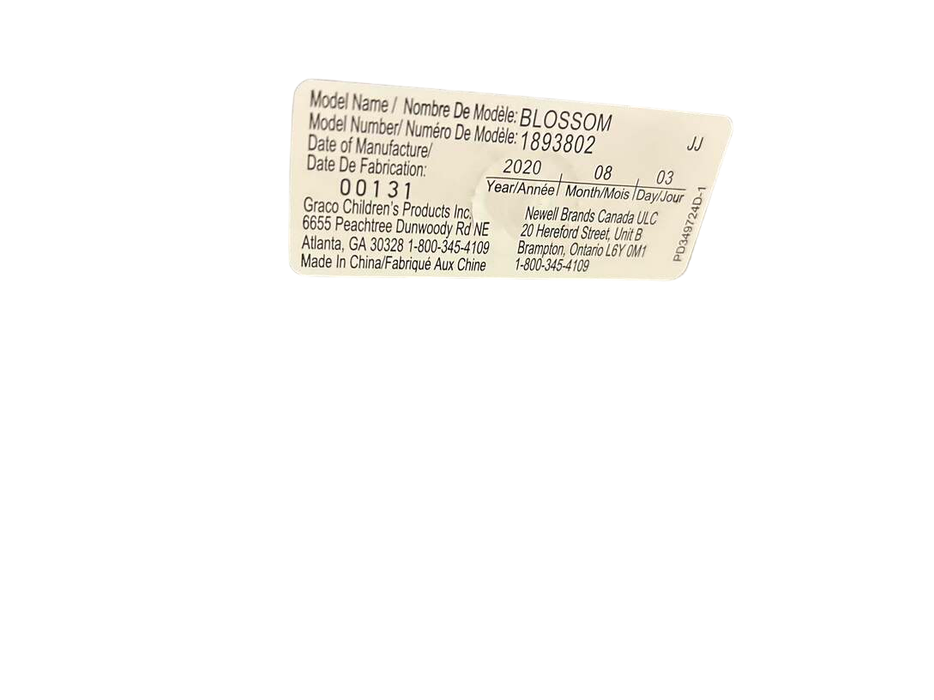 Model Name / Nombre De Modèle: BLOSSOM
Model Number/ Numéro De Modèle: 1893802
JJ
Date of Manufacture/
Date De Fabrication:
2020 08 03
Year/Année Month/Mois Day/Jour
00131
Graco Children's Products Inc.
6655 Peachtree Dunwoody Rd NE
Atlanta, GA 30328 1-800-345-4109
Made In China/Fabriqué Aux Chine
Newell Brands Canada ULC
20 Hereford Street, Unit B
Brampton, Ontario L6Y 0M1
1-800-345-4109
PD349724D-1